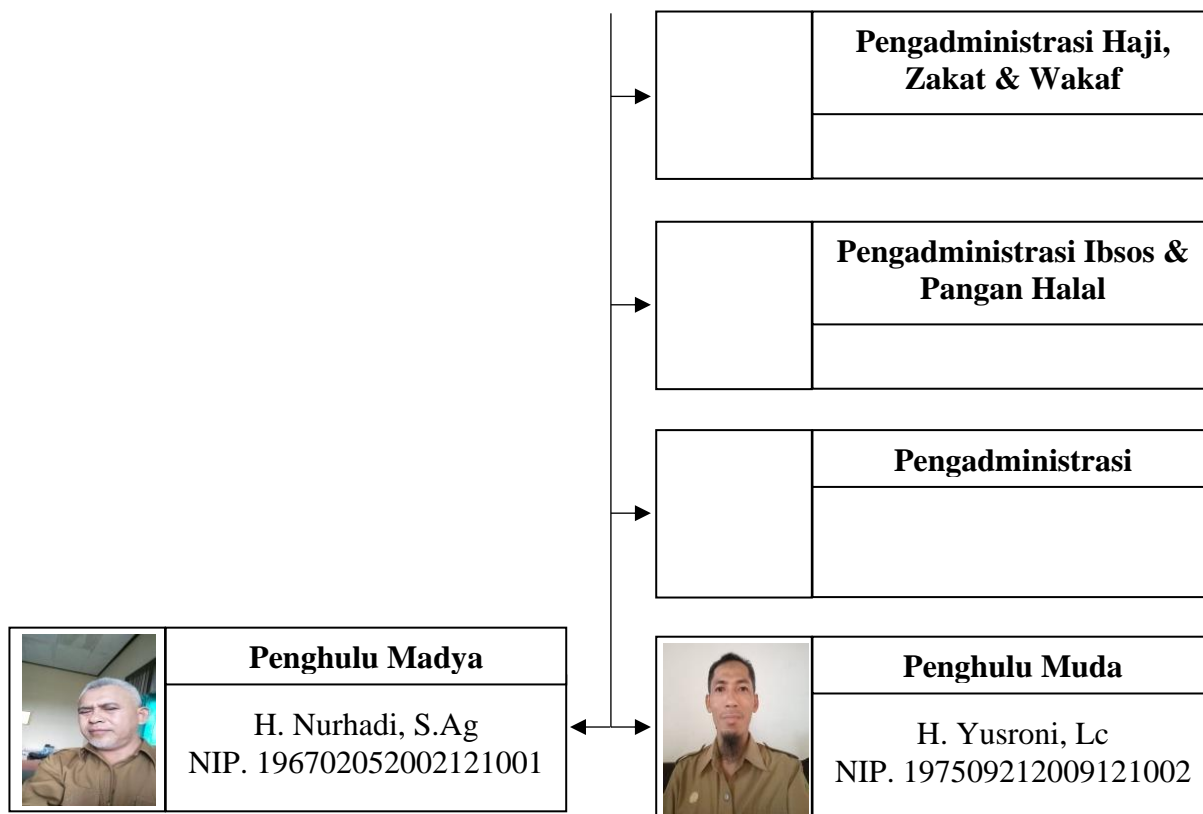 Pengadministrasi Haji,
Zakat & Wakaf
Pengadministrasi Ibsos &
Pangan Halal
Pengadministrasi
Penghulu Madya
H. Nurhadi, S.Ag
NIP. 196702052002121001
Penghulu Muda
H. Yusroni, Lc
NIP. 197509212009121002